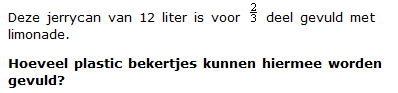 Deze jerrycan van 12 liter is voor 2/3 deel gevuld met
limonade.
Hoeveel plastic bekertjes kunnen hiermee worden
gevuld?